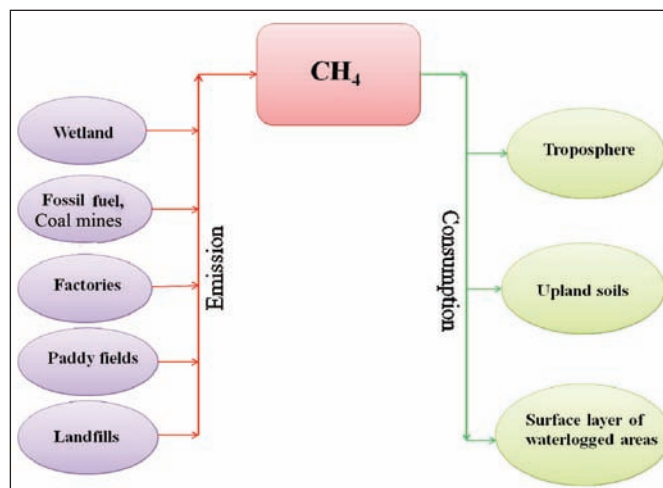 CH4
Wetland
Fossil fuel,
Coal mines
Factories
Paddy fields
Landfills
Emission
Consumption
Troposphere
Upland soils
Surface layer of
waterlogged areas